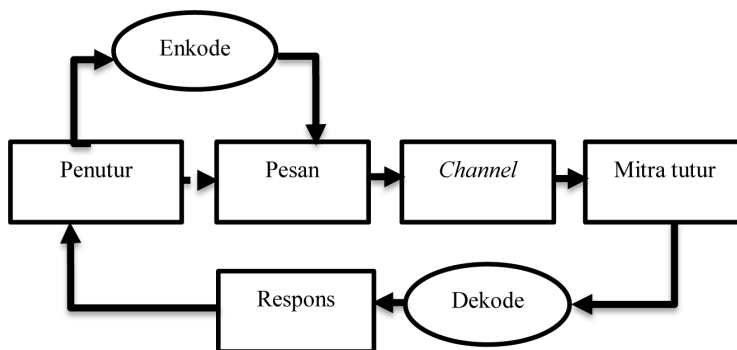 Enkode
Penutur
Pesan
Channel
Mitra tutur
Respons
Dekode